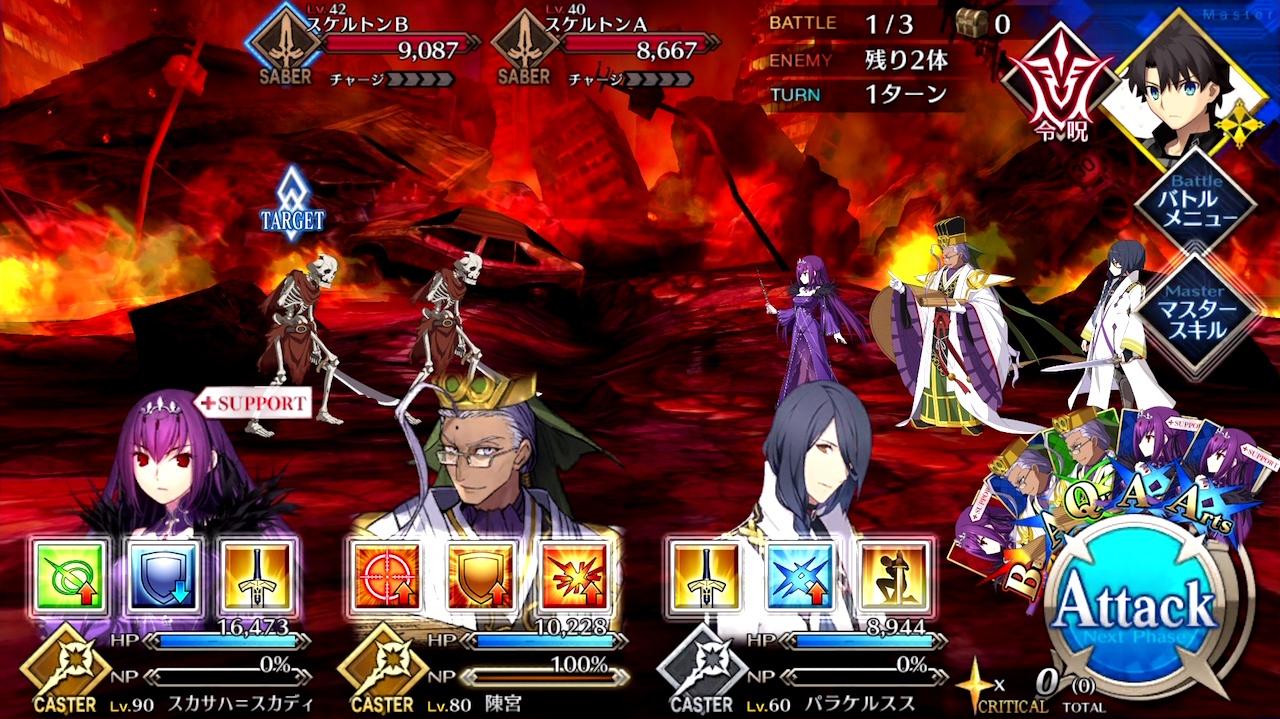 Lv.42
スケルトンB
9,087
SABER
チャージ
Lv.40
スケルトンA
8,667
SABER
チャージ
BATTLE 1/3
0
ENEMY 残り2体
TURN 1ターン
令呪
Master
Battle
バトル
メニュー
Master
マスター
スキル
TARGET
+SUPPORT
B A Q A Arts
Attack
Next Phase
HP 16,473
NP 0%
CASTER Lv.90 スカサハ=スカディ
HP 10,228
NP 100%
CASTER Lv.80 陳宮
HP 8,944
NP 0%
CASTER Lv.60 パラケルスス
x 0 (0)
CRITICAL TOTAL